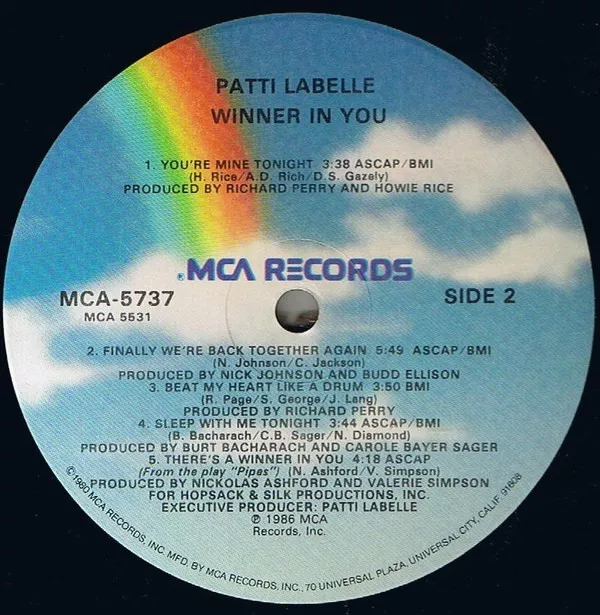 PATTI LABELLE
WINNER IN YOU
1. YOU'RE MINE TONIGHT 3:38 ASCAP/BMI
(H. Rice/A.D. Rich/D.S. Gazely)
PRODUCED BY RICHARD PERRY AND HOWIE RICE
℗MCA RECORDS
MCA-5737
SIDE 2
MCA 5531
2. FINALLY WE'RE BACK TOGETHER AGAIN 5:49 ASCAP/BMI
(N. Johnson/C. Jackson)
PRODUCED BY NICK JOHNSON AND BUDD ELLISON
3. BEAT MY HEART LIKE A DRUM 3:50 BMI
(R. Page/S. George/J. Lang)
PRODUCED BY RICHARD PERRY
4. SLEEP WITH ME TONIGHT 3:44 ASCAP/BMI
(B. Bacharach/C.B. Sager/N. Diamond)
PRODUCED BY BURT BACHARACH AND CAROLE BAYER SAGER
5. THERE'S A WINNER IN YOU 4:18 ASCAP
(From the play "Pipes") (N. Ashford/V. Simpson)
PRODUCED BY NICKOLAS ASHFORD AND VALERIE SIMPSON
FOR HOPSACK & SILK PRODUCTIONS, INC.
EXECUTIVE PRODUCER: PATTI LABELLE
℗ 1986 MCA
Records, Inc.
©1980 MCA RECORDS, INC. MFD. BY MCA RECORDS, INC., 70 UNIVERSAL PLAZA, UNIVERSAL CITY, CALIF. 91608